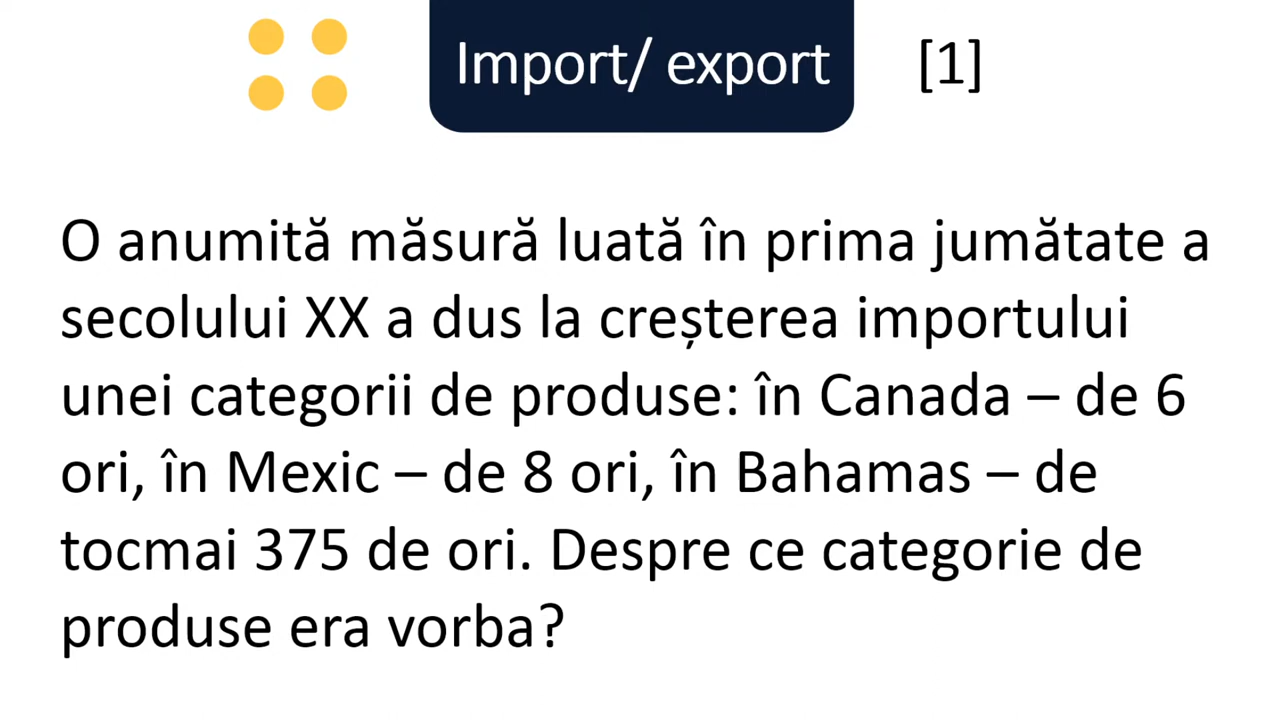 Import/ export [1]
O anumită măsură luată în prima jumătate a
secolului XX a dus la creșterea importului
unei categorii de produse: în Canada – de 6
ori, în Mexic – de 8 ori, în Bahamas – de
tocmai 375 de ori. Despre ce categorie de
produse era vorba?